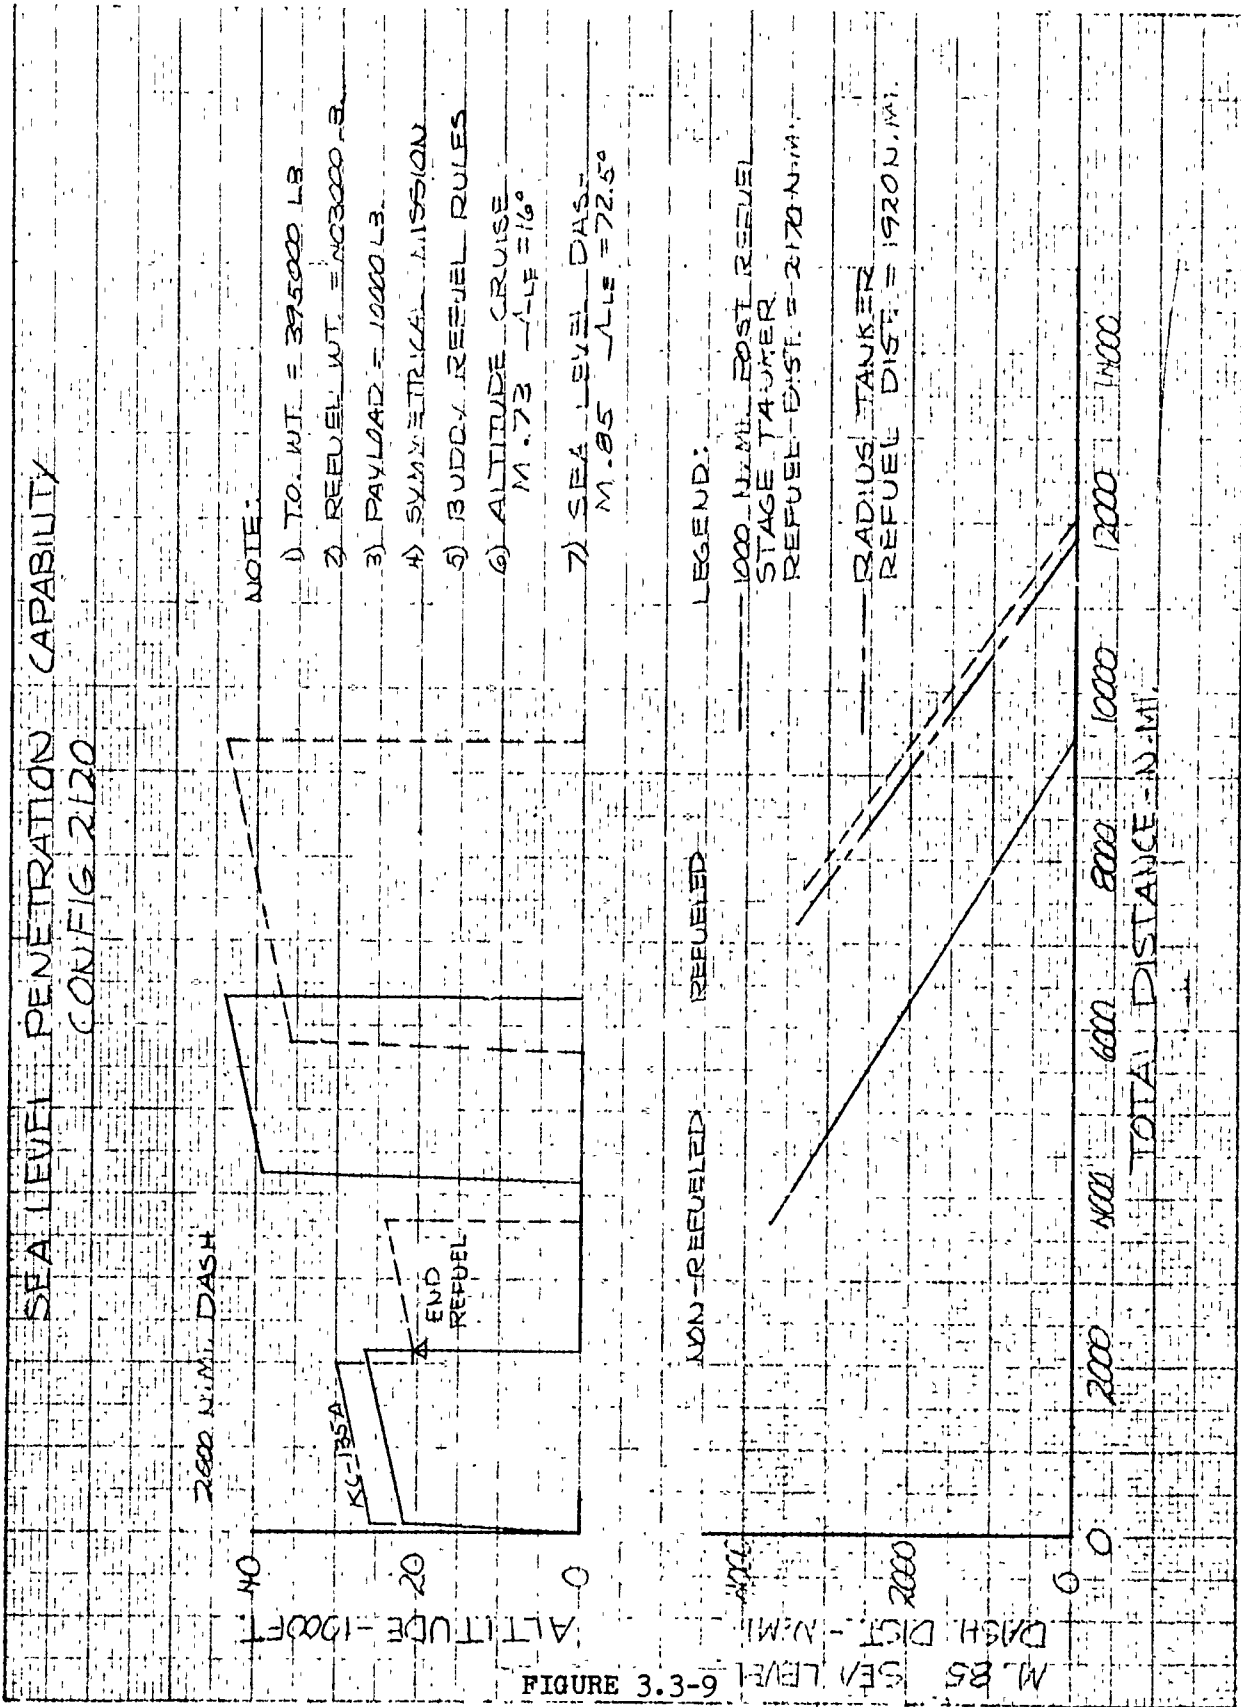 SEA LEVEL PENETRATION CAPABILITY
CONFIG 2120
2600 N.MI. DASH
NOTE:
1) T.O. WT. = 395000 LB
2) REFUEL WT. =
3) PAYLOAD = 10000 LB.
4) SYMMETRICAL MISSION
5) BUDDY REFUEL RULES
6) ALTITUDE CRUISE
M .73 ΛLE = 16°
7) SEA LEVEL DASH
M .85 ΛLE = 72.5°
ALTITUDE - 1000 FT.
40
20
0
KC-135A
END
REFUEL
NON-REFUELED
REFUELED
LEGEND:
1000 N.MI. POST REFUEL
STAGE TANKER
REFUEL DIST. = 2170 N.MI.
RADIUS TANKER
REFUEL DIST. = 1920 N.MI.
M .85 SEA LEVEL
DASH DIST. - N.MI
4000
2000
0
0 2000 4000 6000 8000 10000 12000 14000
TOTAL DISTANCE - N.MI.
FIGURE 3.3-9